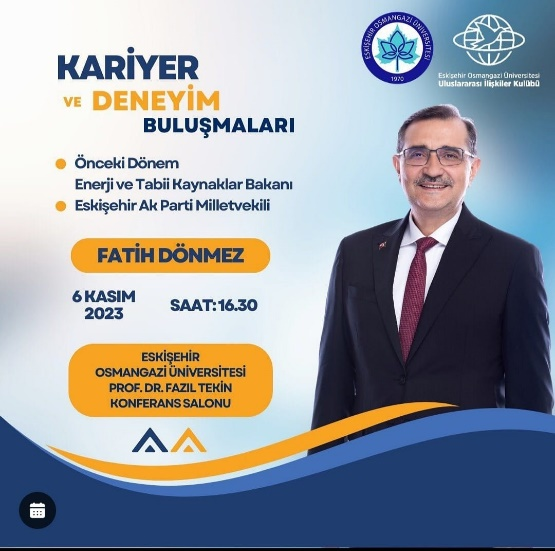 ESKİŞEHİR OSMANGAZİ ÜNİVERSİTESİ
1970
Eskişehir Osmangazi Üniversitesi
Uluslararası İlişkiler Kulübü
KARİYER
VE DENEYİM
BULUŞMALARI
Önceki Dönem
Enerji ve Tabii Kaynaklar Bakanı
Eskişehir Ak Parti Milletvekili
FATİH DÖNMEZ
6 KASIM
2023
SAAT: 16.30
ESKİŞEHİR
OSMANGAZİ ÜNİVERSİTESİ
PROF. DR. FAZIL TEKİN
KONFERANS SALONU